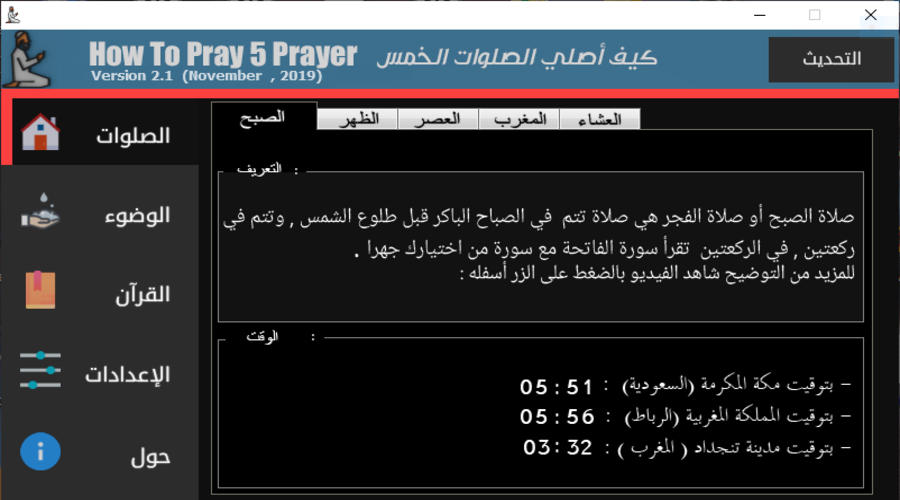 How To Pray 5 Prayer
Version 2.1 (November , 2019)
كيف أصلي الصلوات الخمس
التحديث
الصلوات
الوضوء
القرآن
الإعدادات
حول
الصبح
الظهر
العصر
المغرب
العشاء
التعريف :
صلاة الصبح أو صلاة الفجر هي صلاة تتم في الصباح الباكر قبل طلوع الشمس , وتتم في
ركعتين , في الركعتين تقرأ سورة الفاتحة مع سورة من اختيارك جهرا .
للمزيد من التوضيح شاهد الفيديو بالضغط على الزر أسفله :
الوقت :
- بتوقيت مكة المكرمة (السعودية) : 05:51
- بتوقيت المملكة المغربية (الرباط) : 05:56
- بتوقيت مدينة تنجداد ( المغرب ) : 03:32